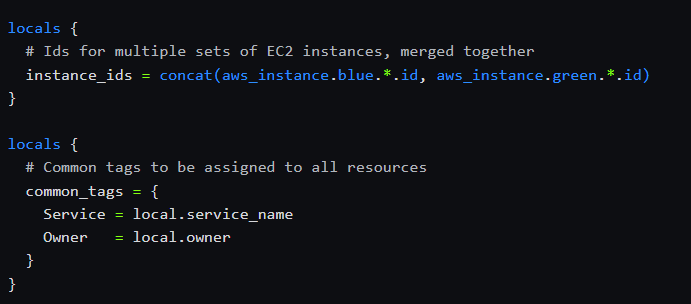 locals {
  # Ids for multiple sets of EC2 instances, merged together
  instance_ids = concat(aws_instance.blue.*.id, aws_instance.green.*.id)
}

locals {
  # Common tags to be assigned to all resources
  common_tags = {
    Service = local.service_name
    Owner   = local.owner
  }
}